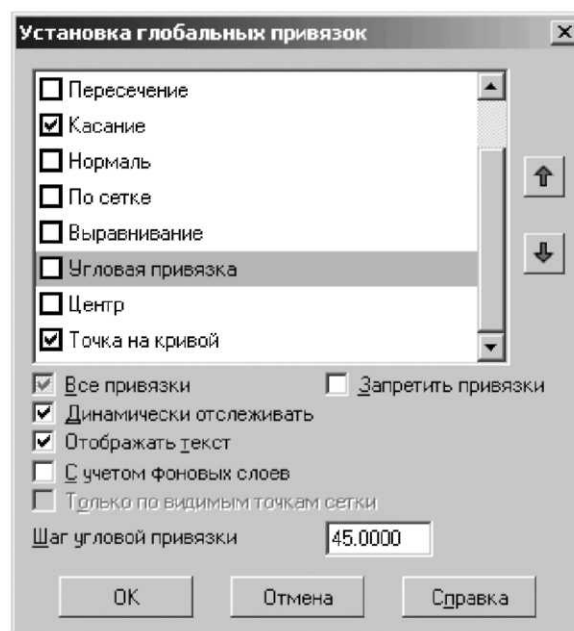 Установка глобальных привязок
Пересечение
Касание
Нормаль
По сетке
Выравнивание
Угловая привязка
Центр
Точка на кривой
Все привязки Запретить привязки
Динамически отслеживать
Отображать текст
С учетом фоновых слоев
Только по видимым точкам сетки
Шаг угловой привязки 45.0000
OK Отмена Справка